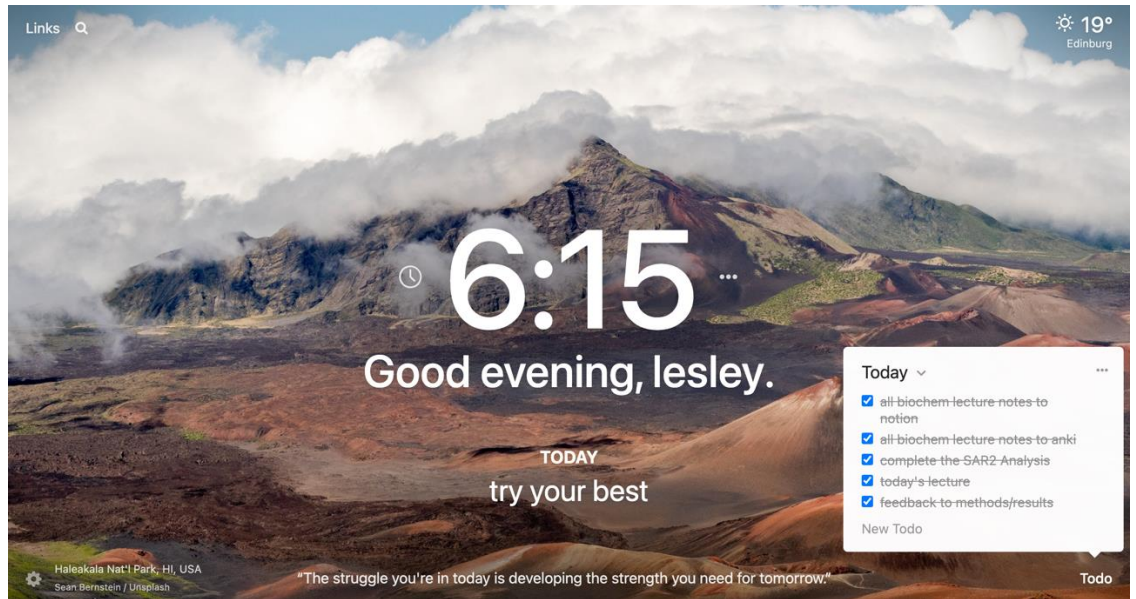 Links
19°
Edinburg
6:15
Good evening, lesley.
TODAY
try your best
Today
all biochem lecture notes to
notion
all biochem lecture notes to anki
complete the SAR2 Analysis
today's lecture
feedback to methods/results
New Todo
Haleakala Nat'l Park, HI, USA
Sean Bernstein / Unsplash
"The struggle you're in today is developing the strength you need for tomorrow."
Todo